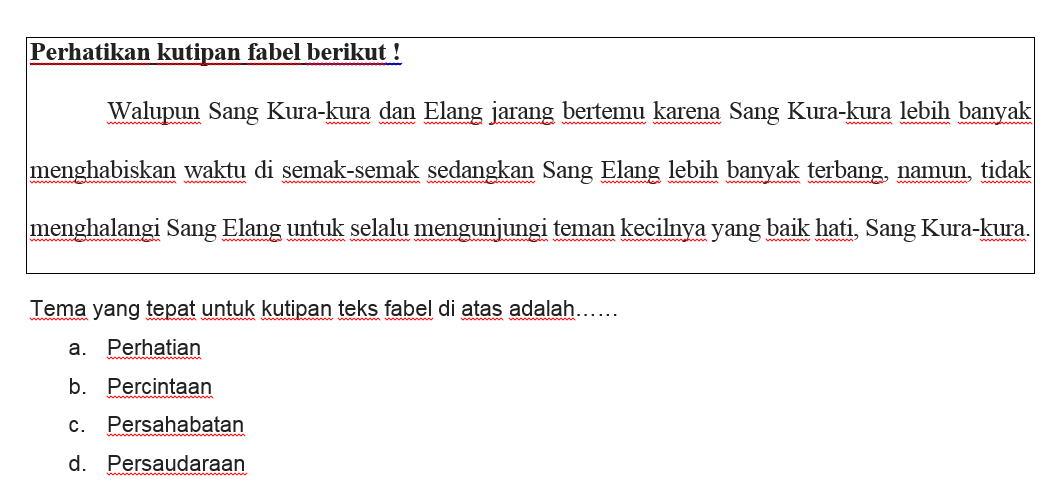 Perhatikan kutipan fabel berikut !
Walupun Sang Kura-kura dan Elang jarang bertemu karena Sang Kura-kura lebih banyak
menghabiskan waktu di semak-semak sedangkan Sang Elang lebih banyak terbang, namun, tidak
menghalangi Sang Elang untuk selalu mengunjungi teman kecilnya yang baik hati, Sang Kura-kura.
Tema yang tepat untuk kutipan teks fabel di atas adalah......
a. Perhatian
b. Percintaan
c. Persahabatan
d. Persaudaraan